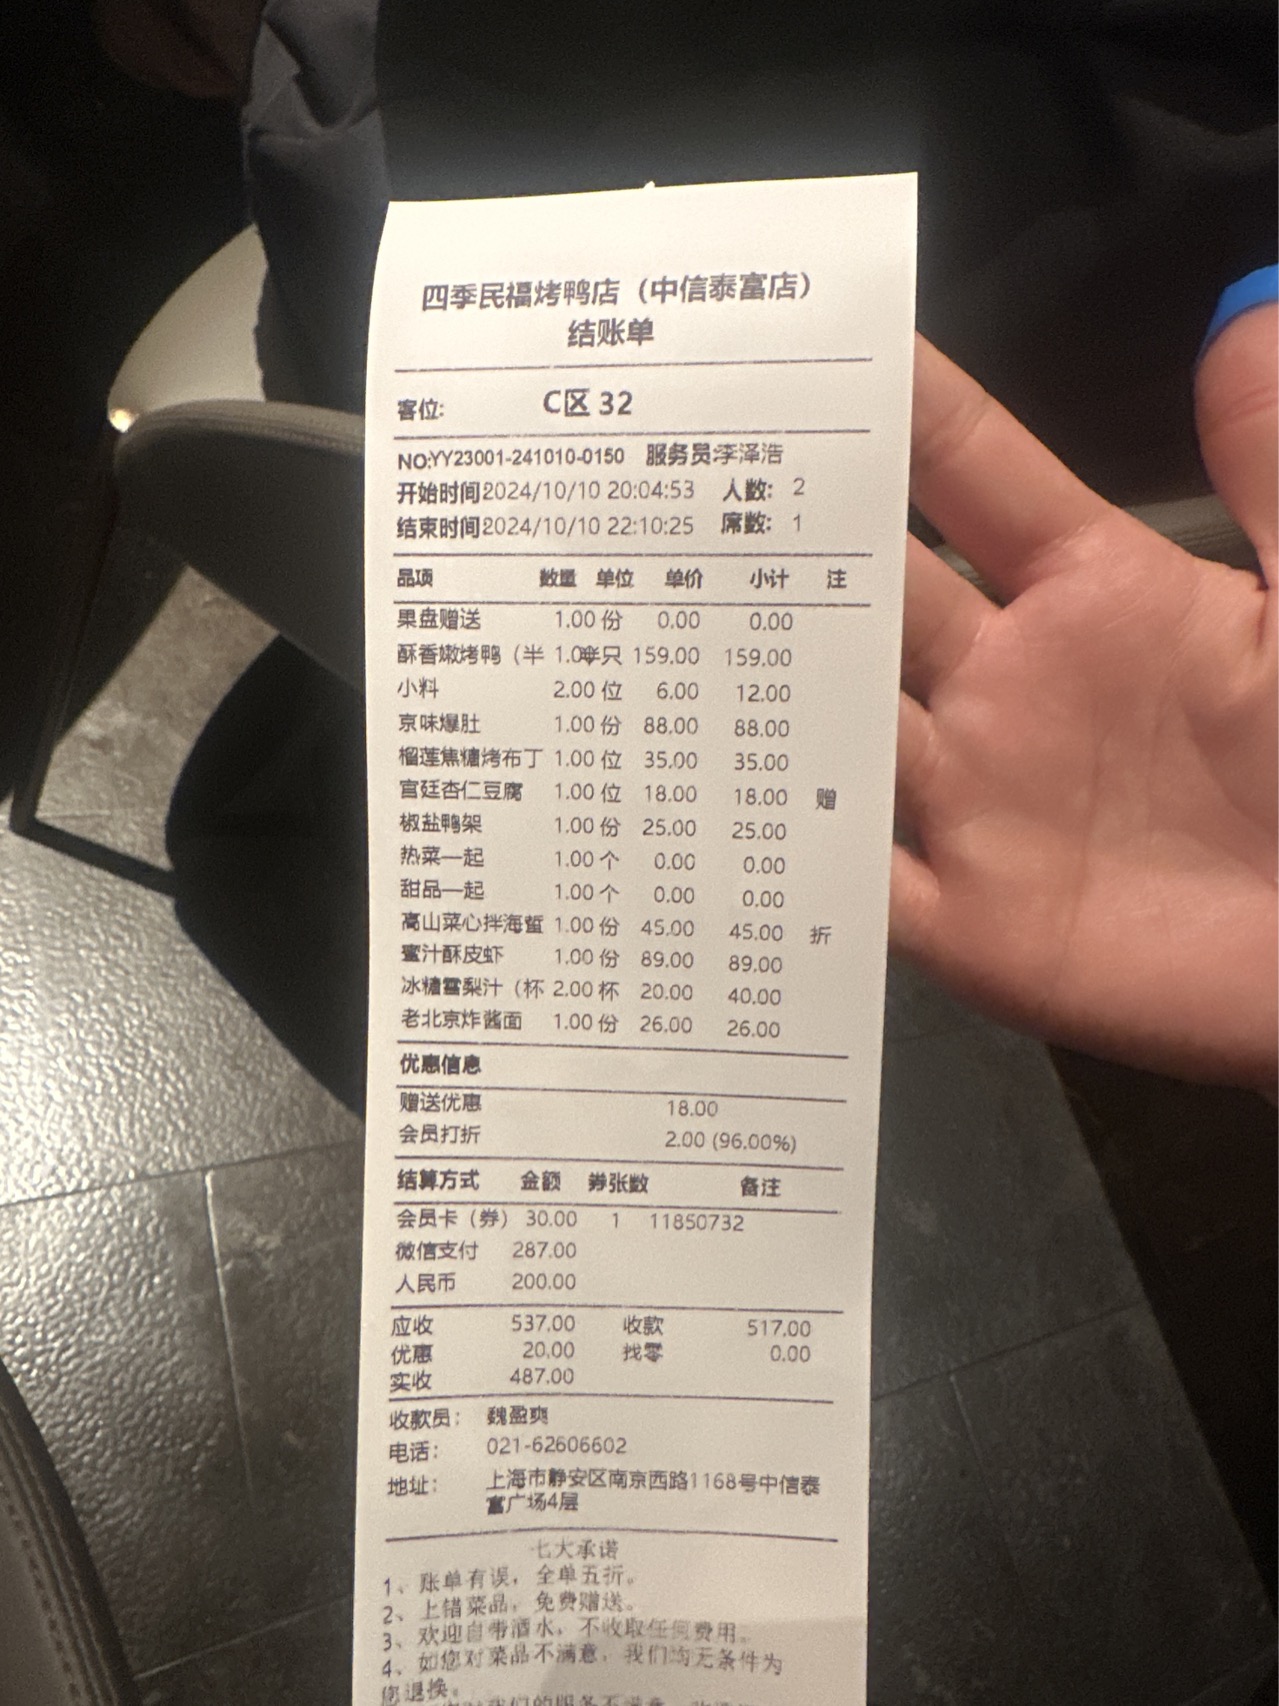 四季民福烤鸭店（中信泰富店）
结账单
客位: C区 32
NO:YY23001-241010-0150 服务员:李泽浩
开始时间2024/10/10 20:04:53 人数: 2
结束时间2024/10/10 22:10:25 席数: 1
品项 数量 单位 单价 小计 注
果盘赠送 1.00 份 0.00 0.00
酥香嫩烤鸭（半 1.00半只 159.00 159.00
小料 2.00 位 6.00 12.00
京味爆肚 1.00 份 88.00 88.00
榴莲焦糖烤布丁 1.00 位 35.00 35.00
宫廷杏仁豆腐 1.00 位 18.00 18.00 赠
椒盐鸭架 1.00 份 25.00 25.00
热菜一起 1.00 个 0.00 0.00
甜品一起 1.00 个 0.00 0.00
高山菜心拌海蜇 1.00 份 45.00 45.00 折
蜜汁酥皮虾 1.00 份 89.00 89.00
冰糖雪梨汁（杯 2.00 杯 20.00 40.00
老北京炸酱面 1.00 份 26.00 26.00
优惠信息
赠送优惠 18.00
会员打折 2.00 (96.00%)
结算方式 金额 券张数 备注
会员卡（券） 30.00 1 11850732
微信支付 287.00
人民币 200.00
应收 537.00 收款 517.00
优惠 20.00 找零 0.00
实收 487.00
收款员: 魏盈爽
电话: 021-62606602
地址: 上海市静安区南京西路1168号中信泰
富广场4层
七大承诺
1、账单有误，全单五折。
2、上错菜品，免费赠送。
3、欢迎自带酒水，不收取任何费用。
4、如您对菜品不满意，我们均无条件为
您退换。